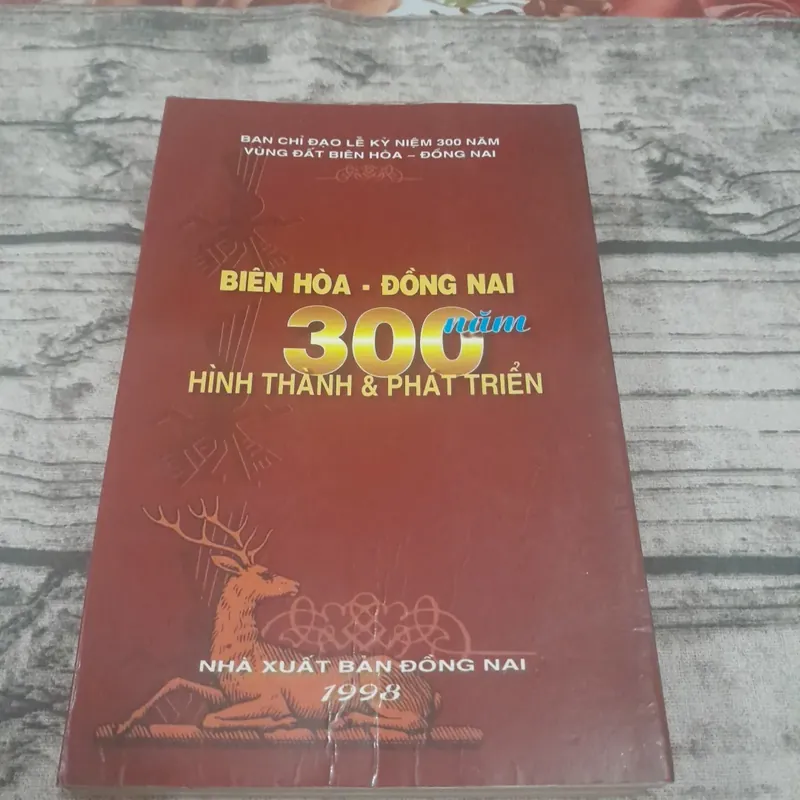 BAN CHỈ ĐẠO LỄ KỶ NIỆM 300 NĂM
VÙNG ĐẤT BIÊN HÒA – ĐỒNG NAI
BIÊN HÒA - ĐỒNG NAI
300 năm
HÌNH THÀNH & PHÁT TRIỂN
NHÀ XUẤT BẢN ĐỒNG NAI
1998